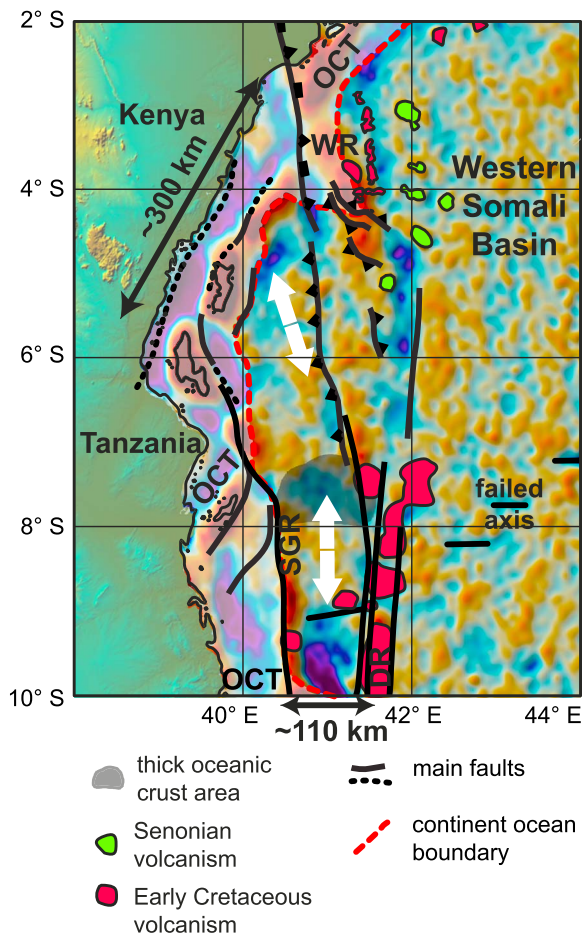 2° S
OCT
Kenya
~300 km
WR
Western
Somali
Basin
4° S
6° S
Tanzania
OCT
failed
axis
8° S
SGR
DR
OCT
10° S
40° E
42° E
44° E
~110 km
thick oceanic
crust area
main faults
Senonian
volcanism
continent ocean
boundary
Early Cretaceous
volcanism